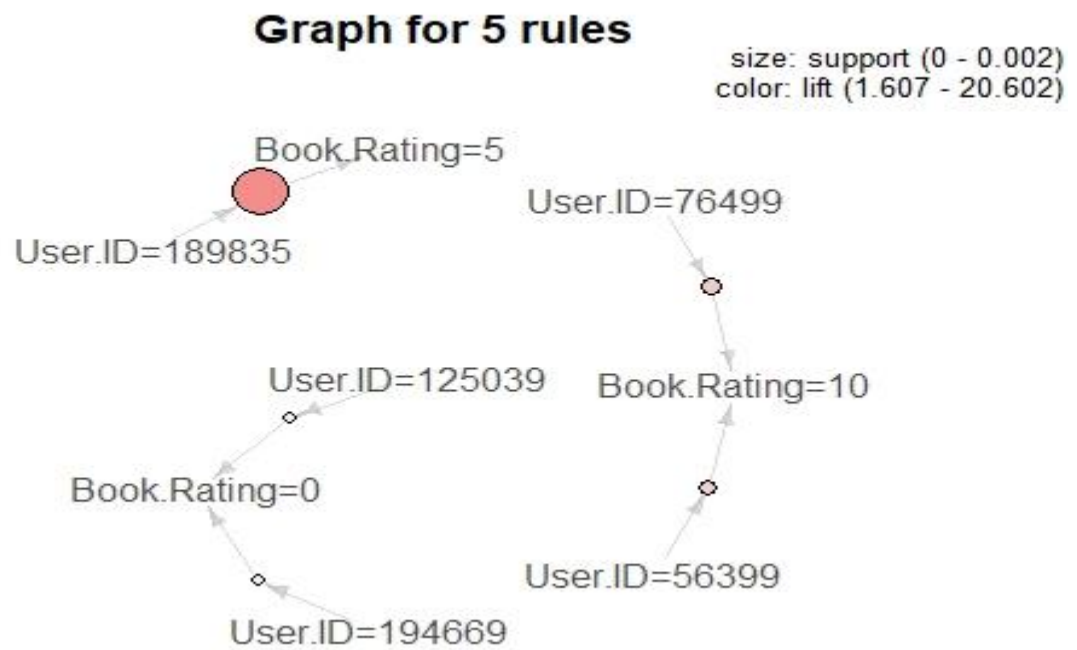 Graph for 5 rules
size: support (0 - 0.002)
color: lift (1.607 - 20.602)
Book.Rating=5
User.ID=76499
User.ID=189835
User.ID=125039
Book.Rating=10
Book.Rating=0
User.ID=56399
User.ID=194669